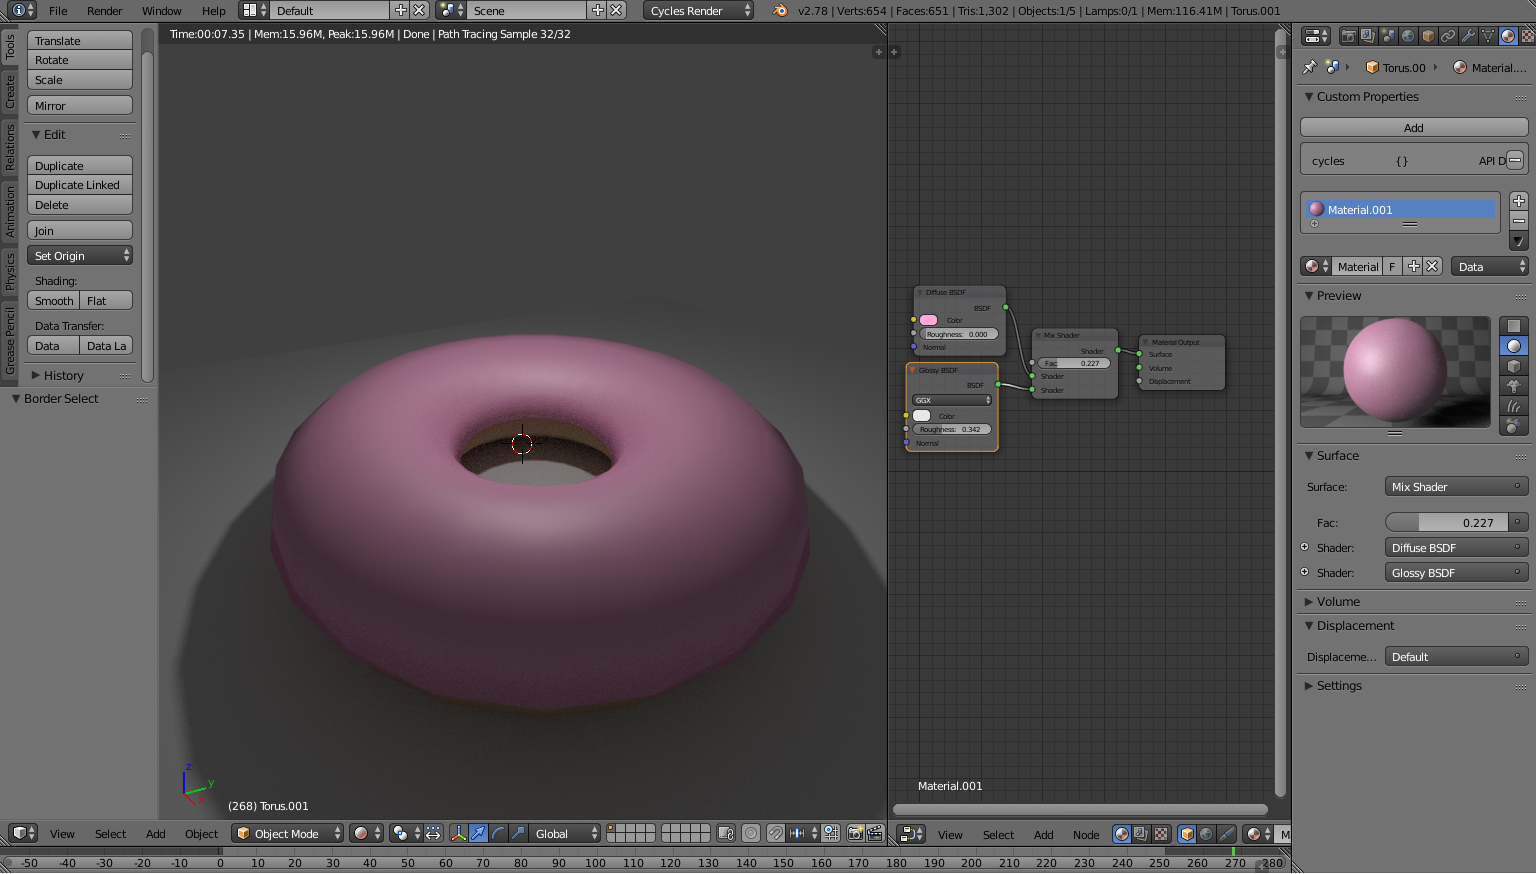 File Render Window Help Default Scene Cycles Render v2.78 | Verts:654 | Faces:651 | Tris:1,302 | Objects:1/5 | Lamps:0/1 | Mem:116.41M | Torus.001
Time:00:07.35 | Mem:15.96M, Peak:15.96M | Done | Path Tracing Sample 32/32
Tools
Create
Relations
Animation
Physics
Grease Pencil
Translate
Rotate
Scale
Mirror
Edit
Duplicate
Duplicate Linked
Delete
Join
Set Origin
Shading:
Smooth Flat
Data Transfer:
Data Data La
History
Border Select
z
y
x
(268) Torus.001
Diffuse BSDF
BSDF
Color
Roughness: 0.000
Normal
Glossy BSDF
BSDF
GGX
Color
Roughness: 0.342
Normal
Mix Shader
Shader
Fac: 0.227
Shader
Shader
Material Output
Surface
Volume
Displacement
Material.001
Torus.00 Material....
Custom Properties
Add
cycles {} API D
Material.001
Material F Data
Preview
Surface
Surface: Mix Shader
Fac: 0.227
Shader: Diffuse BSDF
Shader: Glossy BSDF
Volume
Displacement
Displaceme... Default
Settings
View Select Add Object Object Mode Global
View Select Add Node M
-50 -40 -30 -20 -10 0 10 20 30 40 50 60 70 80 90 100 110 120 130 140 150 160 170 180 190 200 210 220 230 240 250 260 270 280